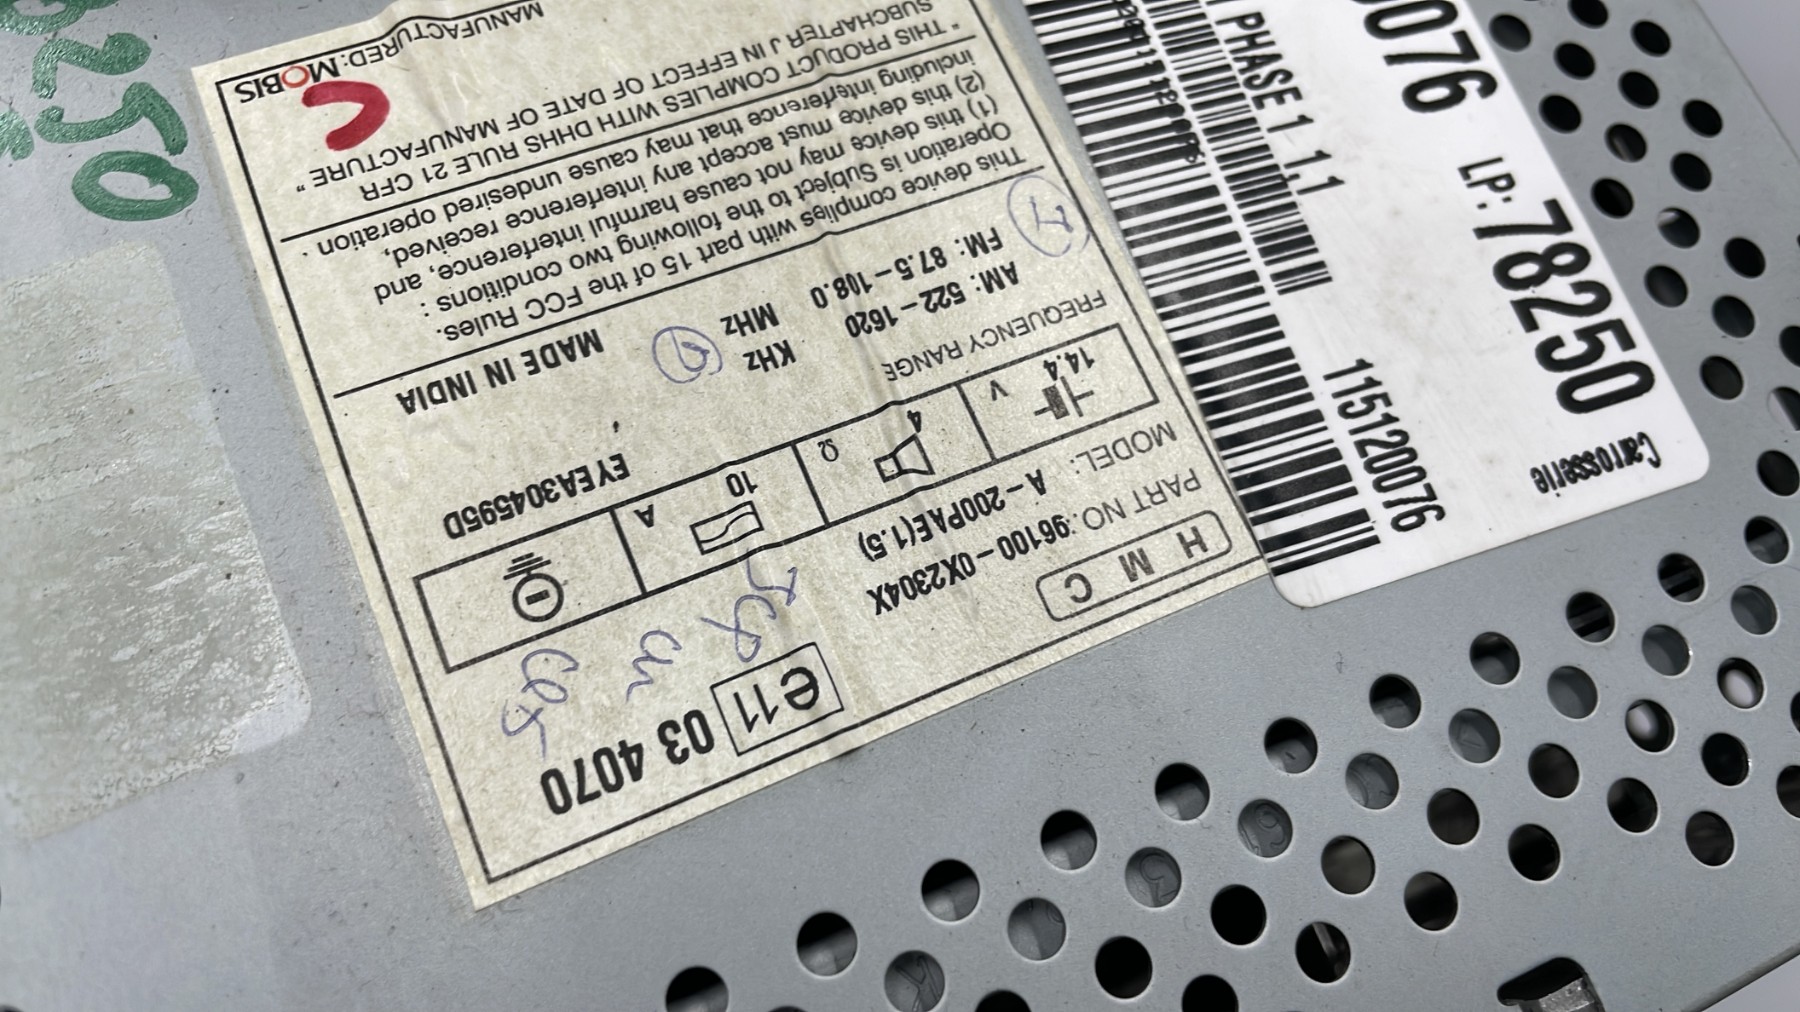 H M C
PART NO.:96100-0X2304X
MODEL: A-200PAE(1.5)
e11 03 4070
14.4 V
4 Ω
10 A
FREQUENCY RANGE
AM: 522-1620 KHz
FM: 87.5-108.0 MHz
EYEA304595D
MADE IN INDIA
This device complies with part 15 of the FCC Rules.
Operation is Subject to the following two conditions :
(1) this device may not cause harmful interference, and
(2) this device must accept any interference received,
including interference that may cause undesired operation .
" THIS PRODUCT COMPLIES WITH DHHS RULE 21 CFR
SUBCHAPTER J IN EFFECT OF DATE OF MANUFACTURE "
MANUFACTURED: MOBIS
C
250
0076
LP: 78250
PHASE 1 1.1
115120076
Carrosserie